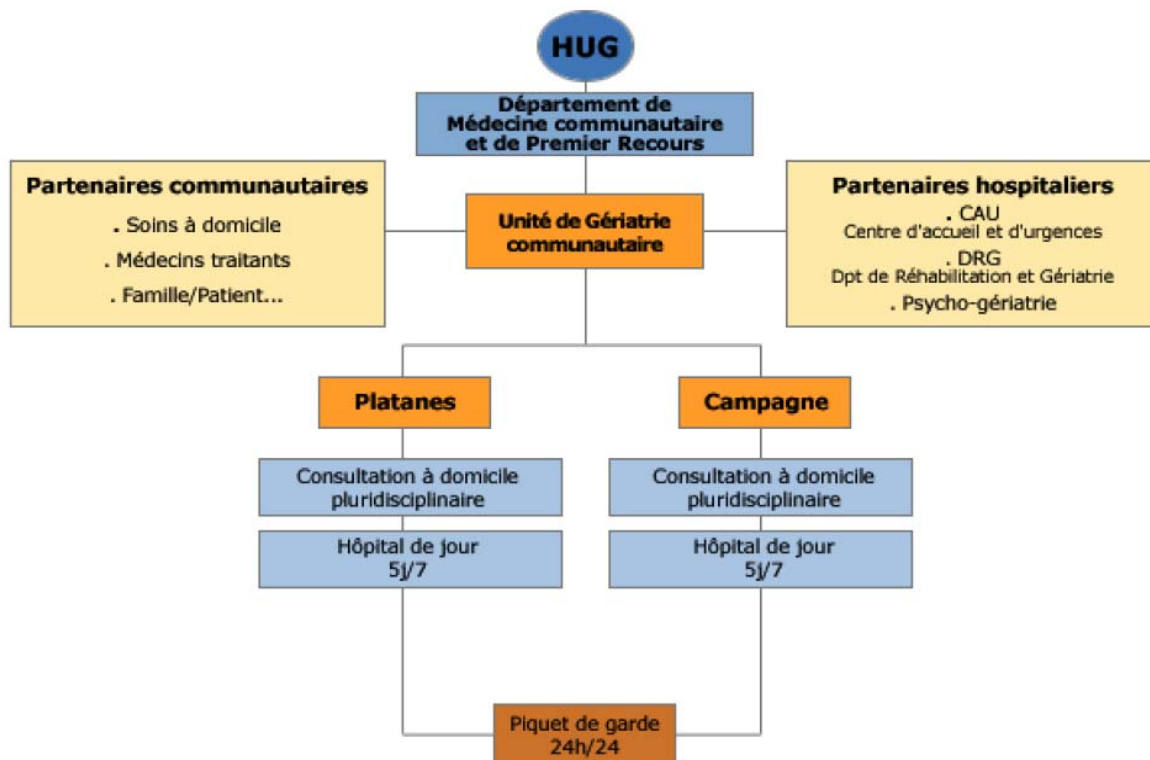 HUG
Département de
Médecine communautaire
et de Premier Recours
Partenaires communautaires
. Soins à domicile
. Médecins traitants
. Famille/Patient...
Unité de Gériatrie
communautaire
Partenaires hospitaliers
. CAU
Centre d'accueil et d'urgences
. DRG
Dpt de Réhabilitation et Gériatrie
. Psycho-gériatrie
Platanes
Consultation à domicile
pluridisciplinaire
Hôpital de jour
5j/7
Campagne
Consultation à domicile
pluridisciplinaire
Hôpital de jour
5j/7
Piquet de garde
24h/24